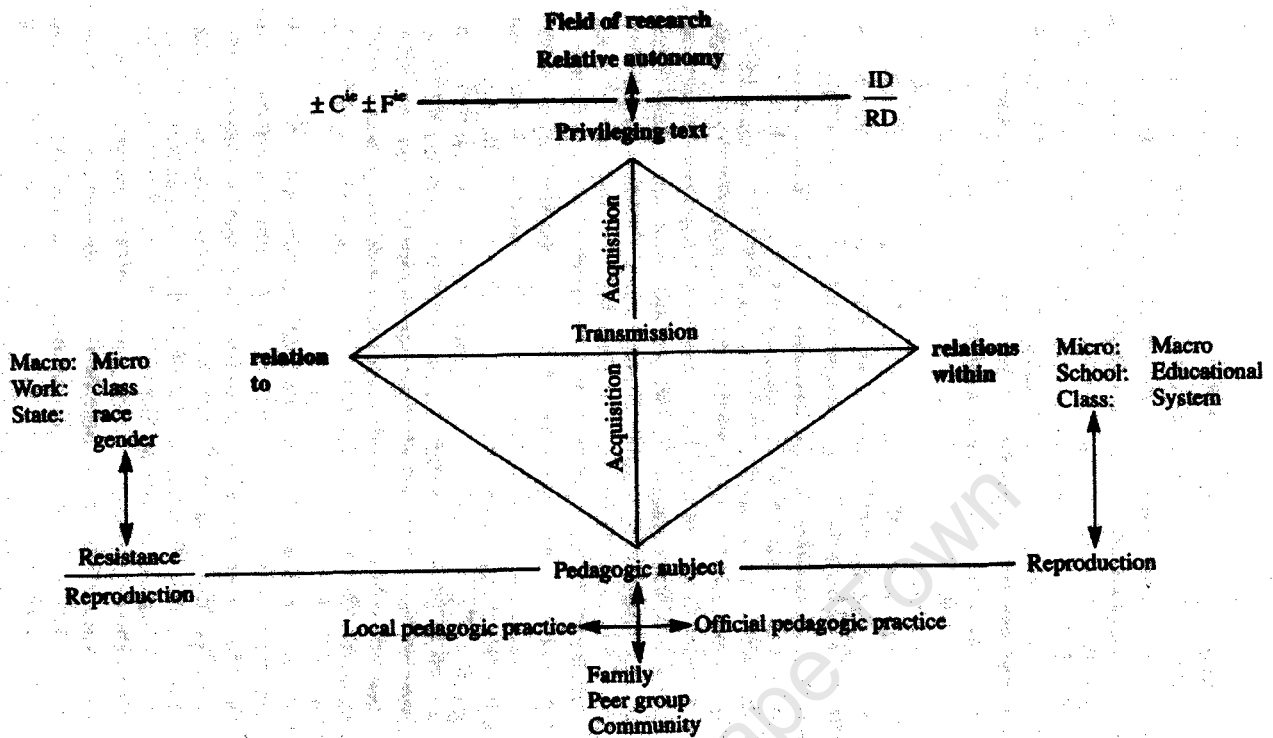 Field of research
Relative autonomy
± C^ie ± F^ie
ID
RD
Privileging text
Acquisition
Transmission
Acquisition
relation
to
relations
within
Macro: Micro
Work: class
State: race
gender
Micro: Macro
School: Educational
Class: System
Resistance
Reproduction
Pedagogic subject
Reproduction
Local pedagogic practice
Official pedagogic practice
Family
Peer group
Community
ape Town